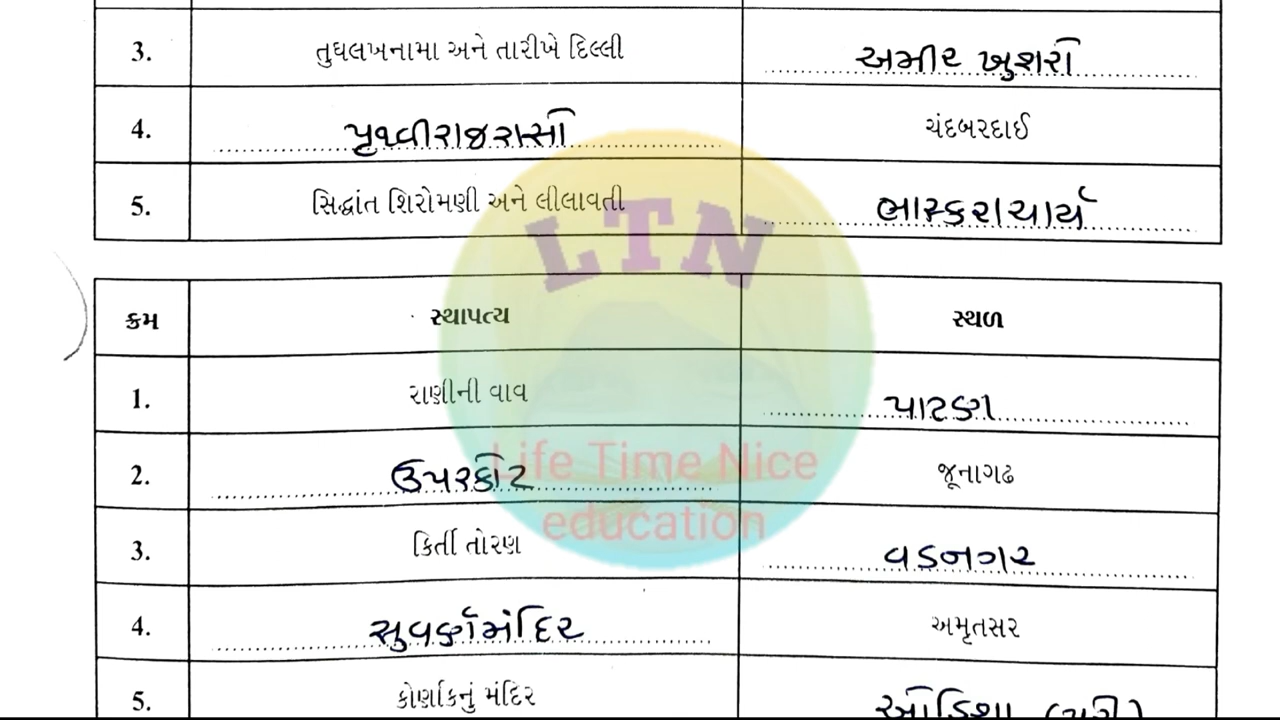 3. તુઘલખનામા અને તારીખે દિલ્લી અમીર ખુશરો
4. પૃથ્વીરાજરાસો ચંદબરદાઈ
5. સિદ્ધાંત શિરોમણી અને લીલાવતી ભાસ્કરાચાર્ય
LTN
ક્રમ સ્થાપત્ય સ્થળ
1. રાણીની વાવ પાટણ
2. ઉપરકોટ જૂનાગઢ
Life Time Nice
education
3. કિર્તી તોરણ વડનગર
4. સુવર્ણમંદિર અમૃતસર
5. કોર્ણાકનું મંદિર ઓડિશા (પુરી)